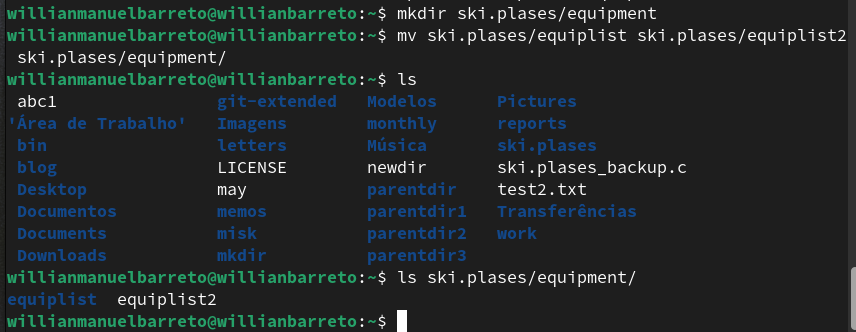 willianmanuelbarreto@willianbarreto:~$ mkdir ski.plases/equipment
willianmanuelbarreto@willianbarreto:~$ mv ski.plases/equiplist ski.plases/equiplist2
ski.plases/equipment/
willianmanuelbarreto@willianbarreto:~$ ls
abc1 git-extended Modelos Pictures
'Área de Trabalho' Imagens monthly reports
bin letters Música ski.plases
blog LICENSE newdir ski.plases_backup.c
Desktop may parentdir test2.txt
Documentos memos parentdir1 Transferências
Documents misk parentdir2 work
Downloads mkdir parentdir3
willianmanuelbarreto@willianbarreto:~$ ls ski.plases/equipment/
equiplist equiplist2
willianmanuelbarreto@willianbarreto:~$